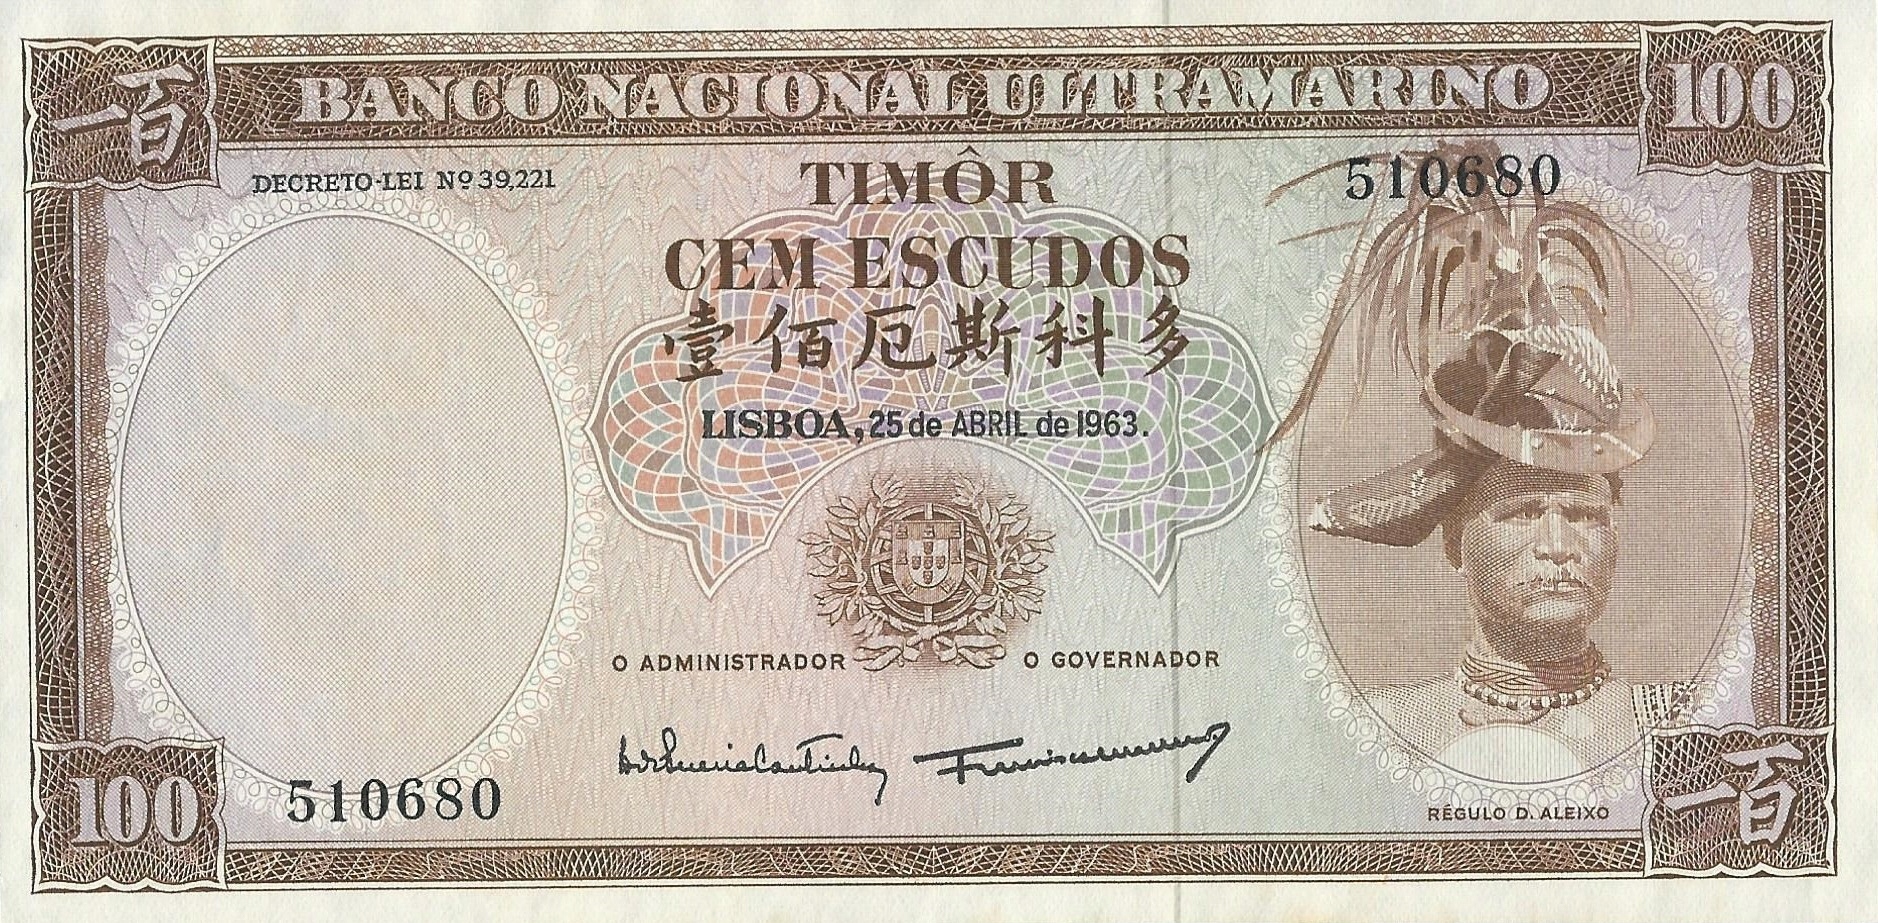 一百
BANCO NACIONAL ULTRAMARINO
100
DECRETO-LEI Nº 39,221
TIMÔR
510680
CEM ESCUDOS
壹佰厄斯科多
LISBOA, 25 de ABRIL de 1963.
O ADMINISTRADOR
O GOVERNADOR
100
510680
RÉGULO D. ALEIXO
一百